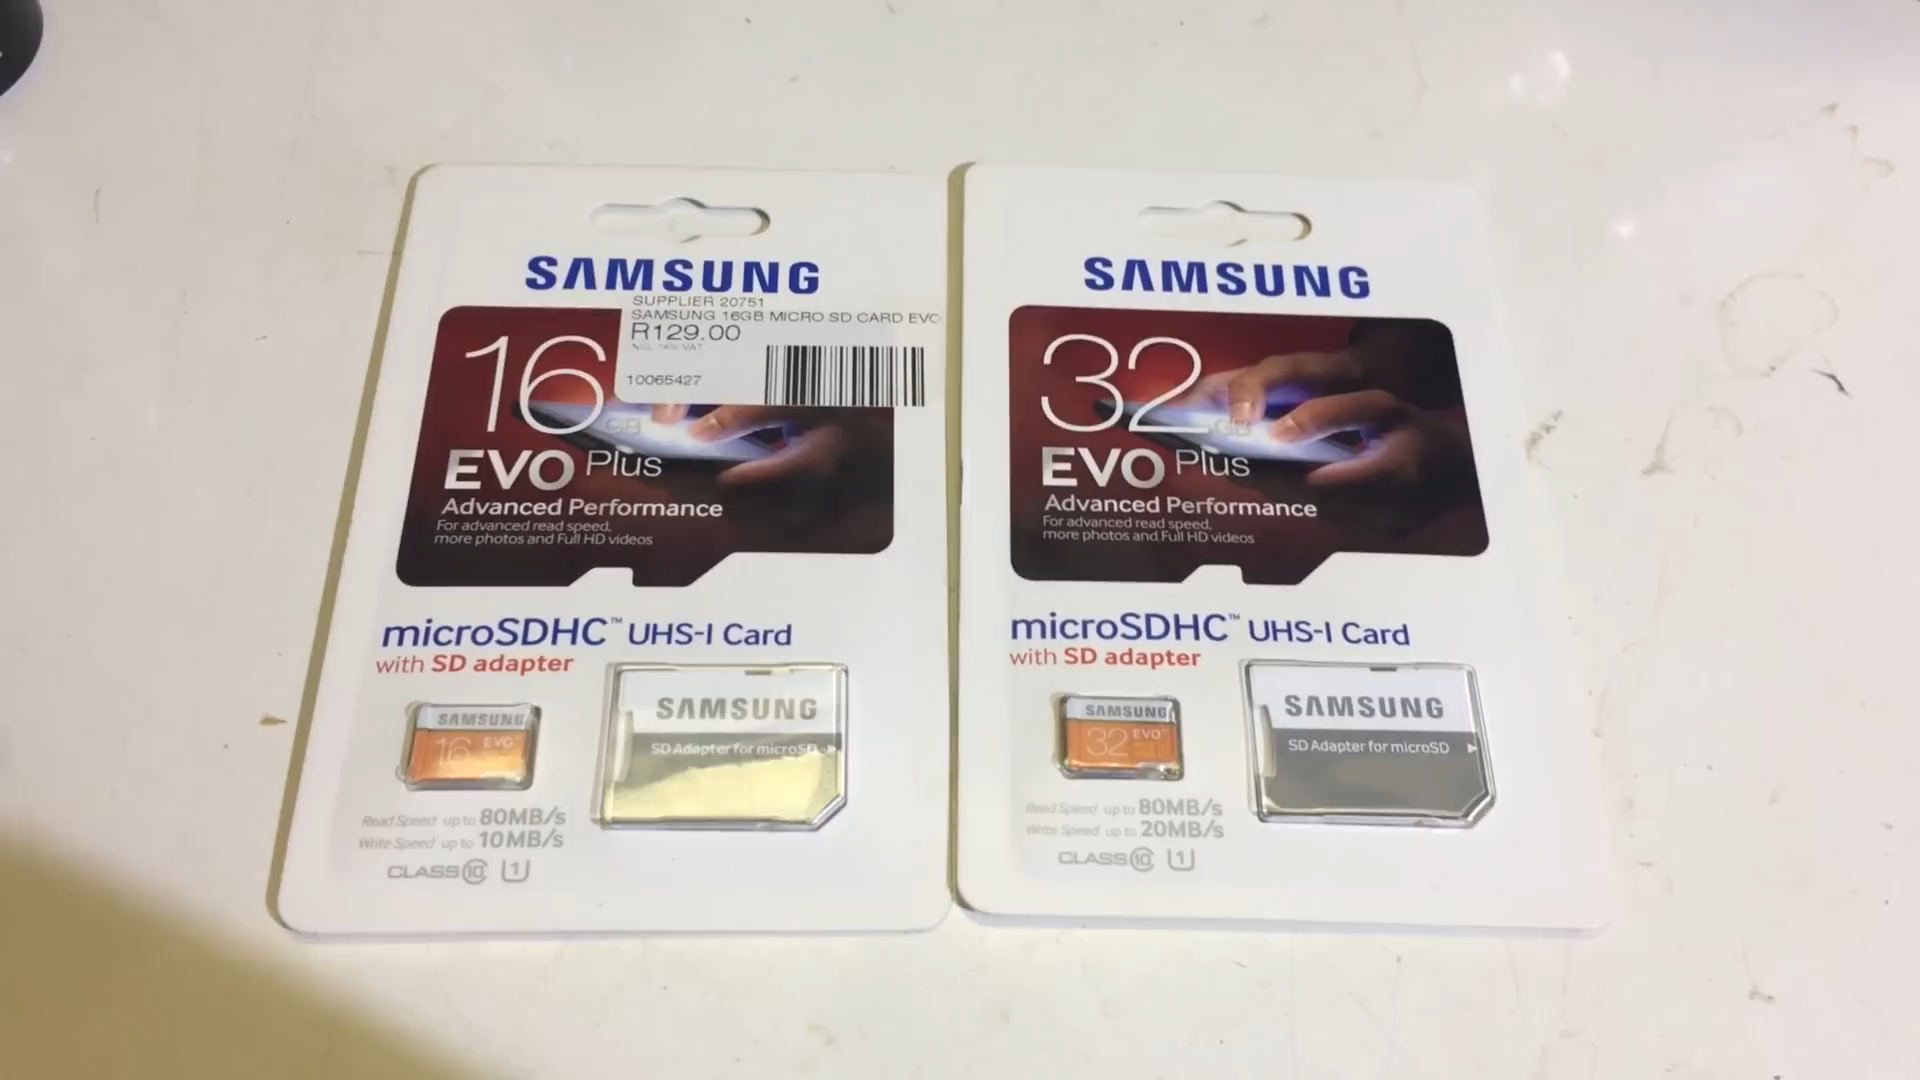 SAMSUNG
SUPPLIER 20751
SAMSUNG 16GB MICRO SD CARD EVO
R129.00
10065427
16
GB
EVO Plus
Advanced Performance
For advanced read speed,
more photos and Full HD videos
microSDHC™ UHS-I Card
with SD adapter
SAMSUNG
16 EVO
SAMSUNG
SD Adapter for microSD
Read Speed up to 80MB/s
Write Speed up to 10MB/s
CLASS 10 1
SAMSUNG
32
GB
EVO Plus
Advanced Performance
For advanced read speed,
more photos and Full HD videos
microSDHC™ UHS-I Card
with SD adapter
SAMSUNG
32 EVO
SAMSUNG
SD Adapter for microSD
Read Speed up to 80MB/s
Write Speed up to 20MB/s
CLASS 10 1